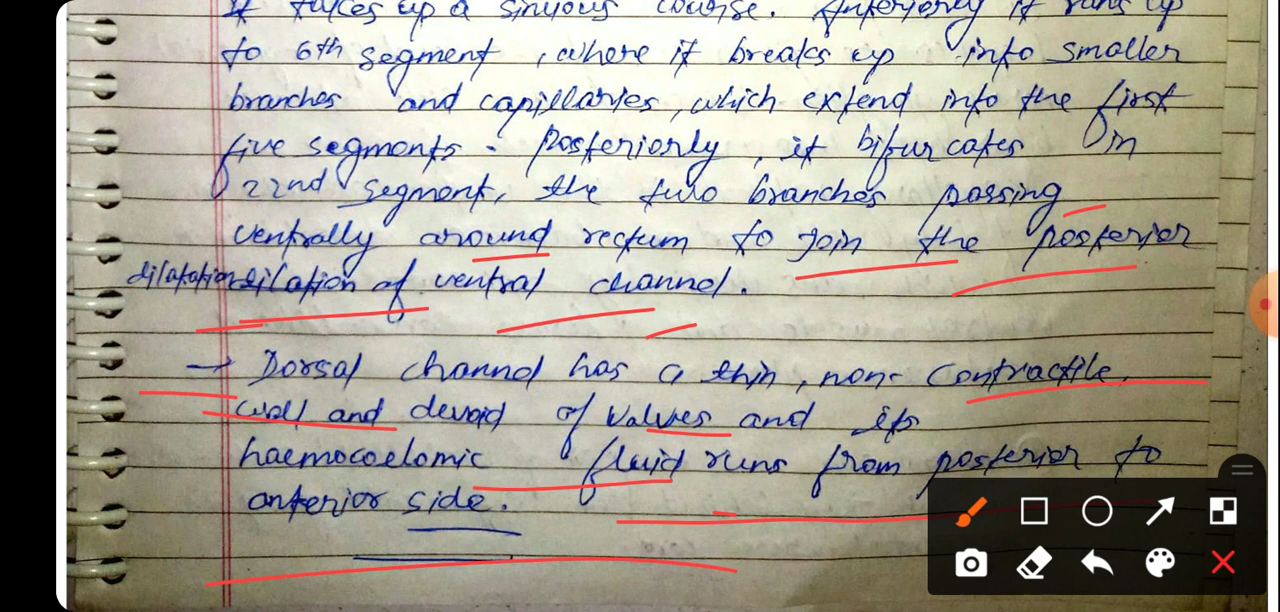 it takes up a sinuous course. Anteriorly it runs up
to 6th segment, where it breaks up into smaller
branches and capillaries, which extend into the first
five segments. Posteriorly, it bifurcates in
22nd segment, the two branches passing
ventrally around rectum to join the posterior
dilatation dilation of ventral channel.
→ Dorsal channel has a thin, non-contractile,
wall and devoid of valves and its
haemocoelomic fluid runs from posterior to
anterior side.